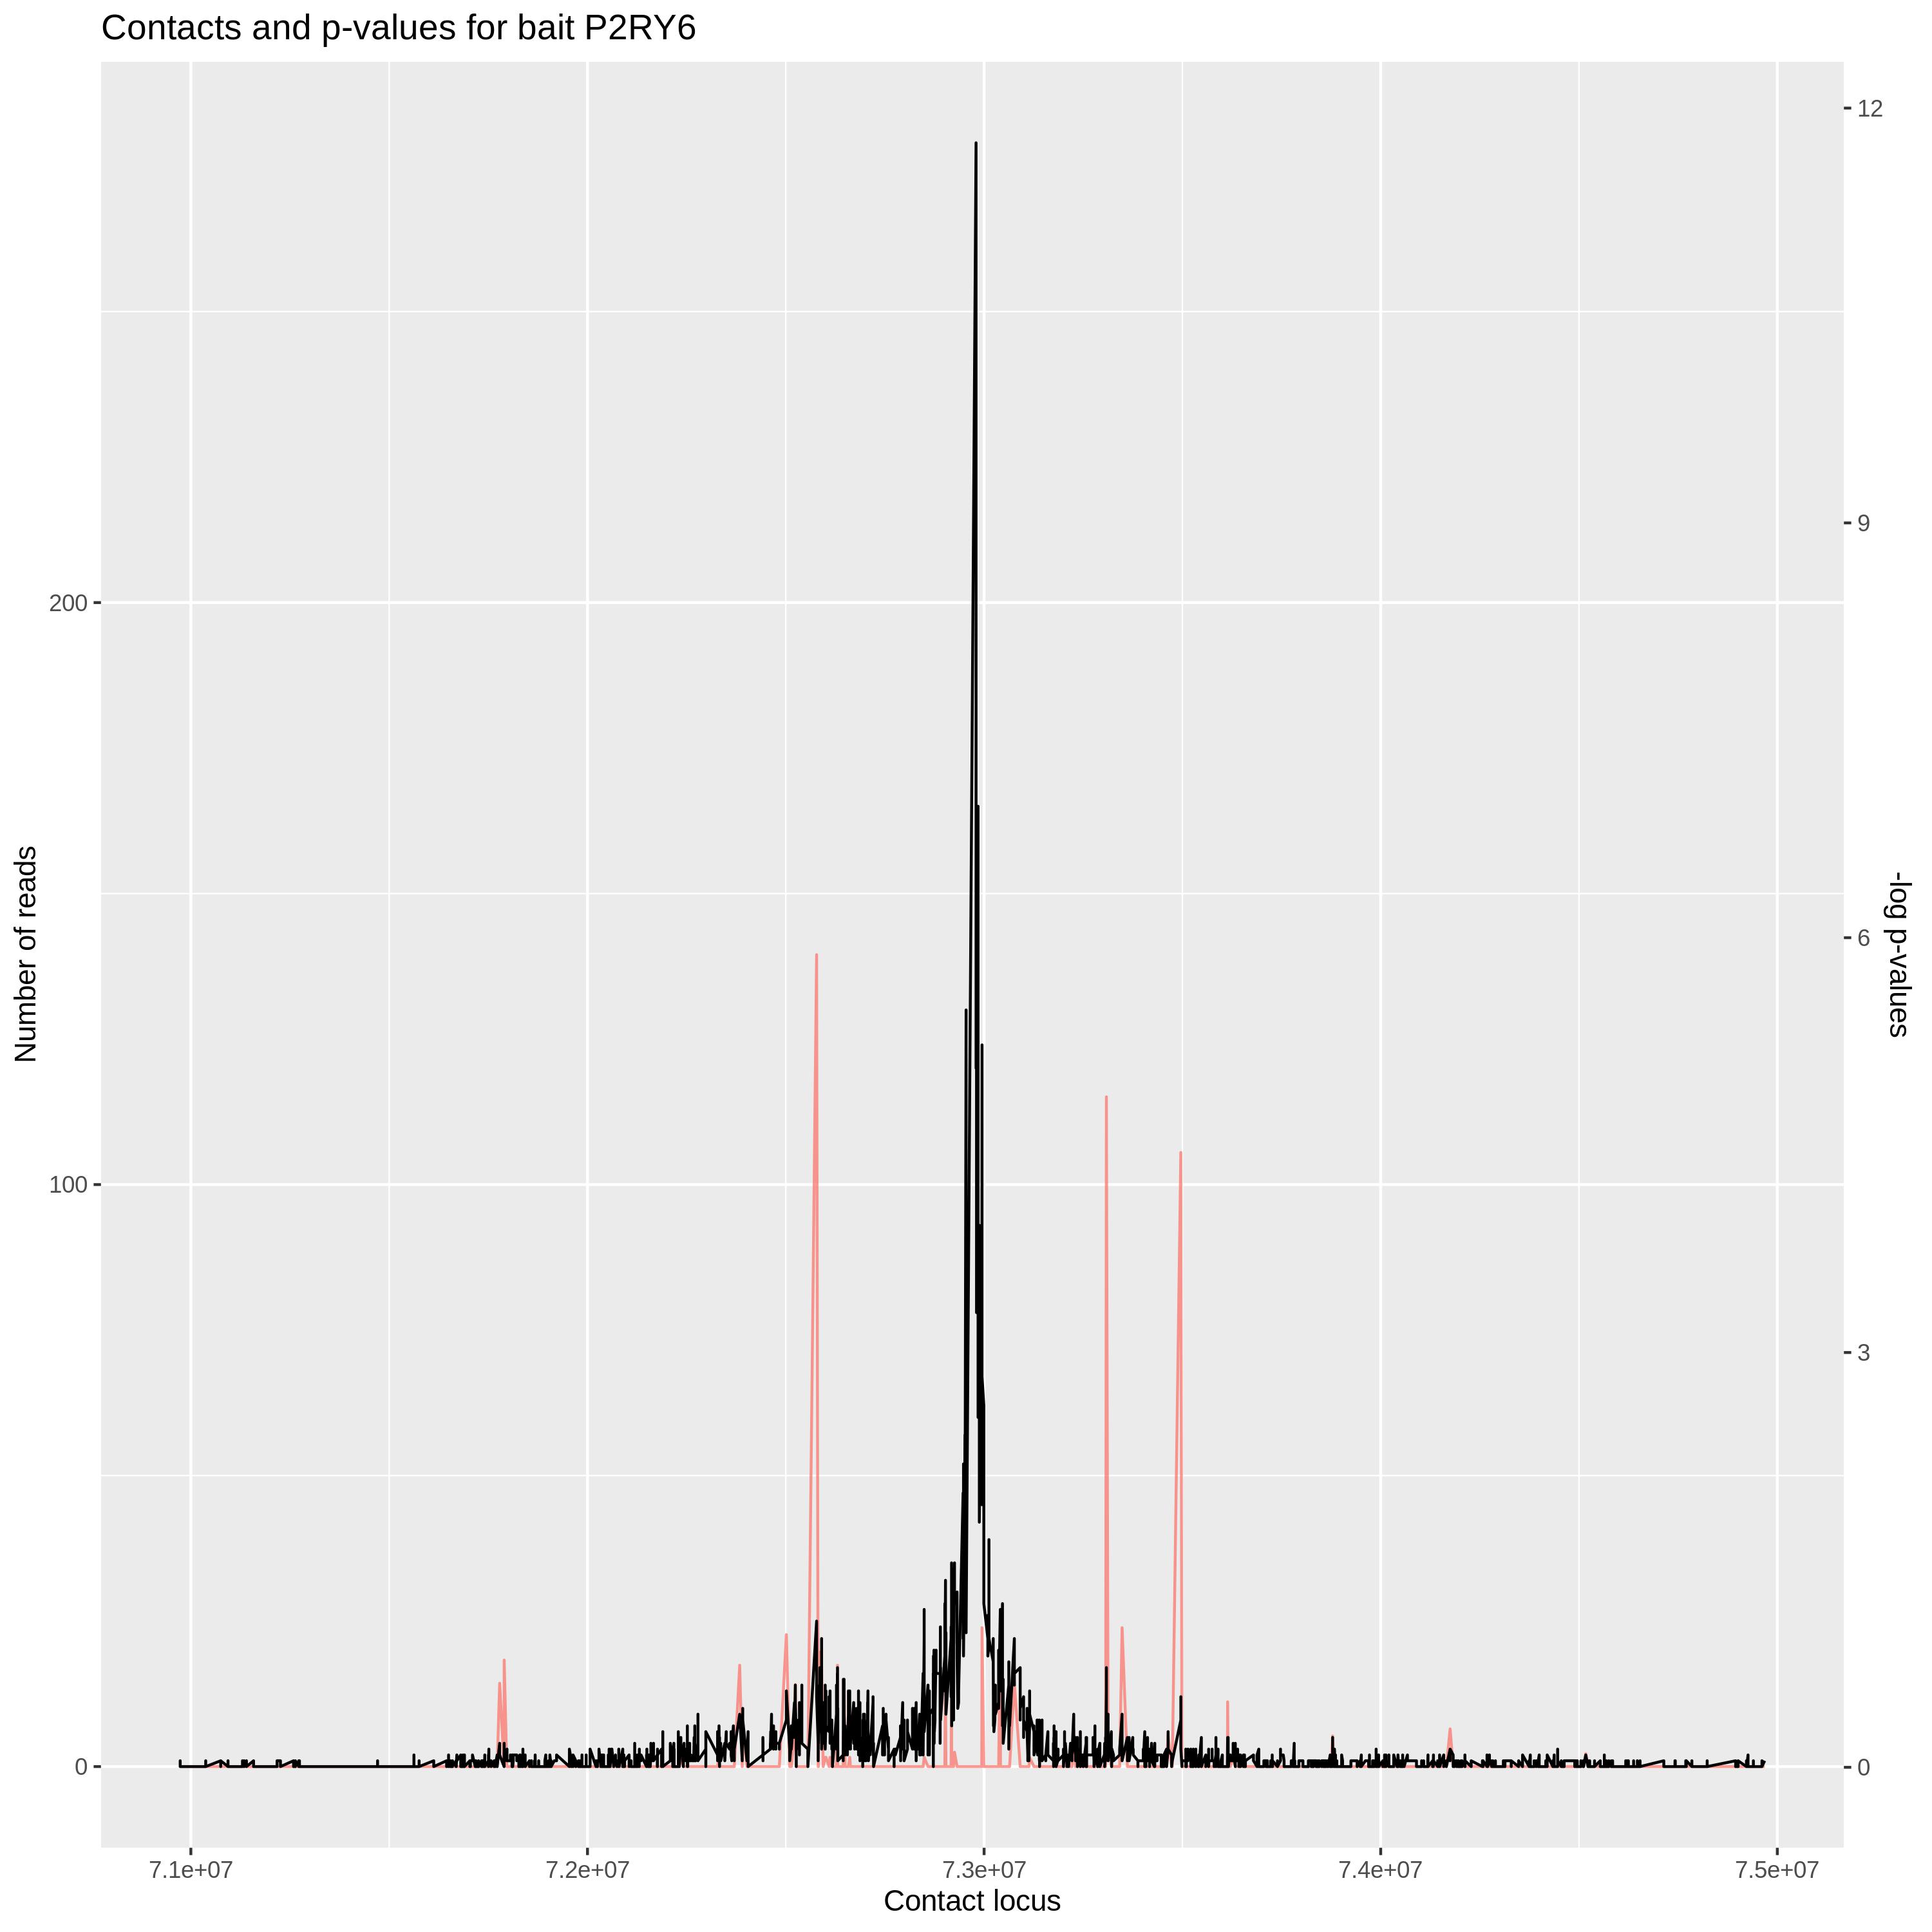 Contacts and p-values for bait P2RY6
12
9
6
3
0
-log p-values
200
100
0
Number of reads
7.1e+07 7.2e+07 7.3e+07 7.4e+07 7.5e+07
Contact locus